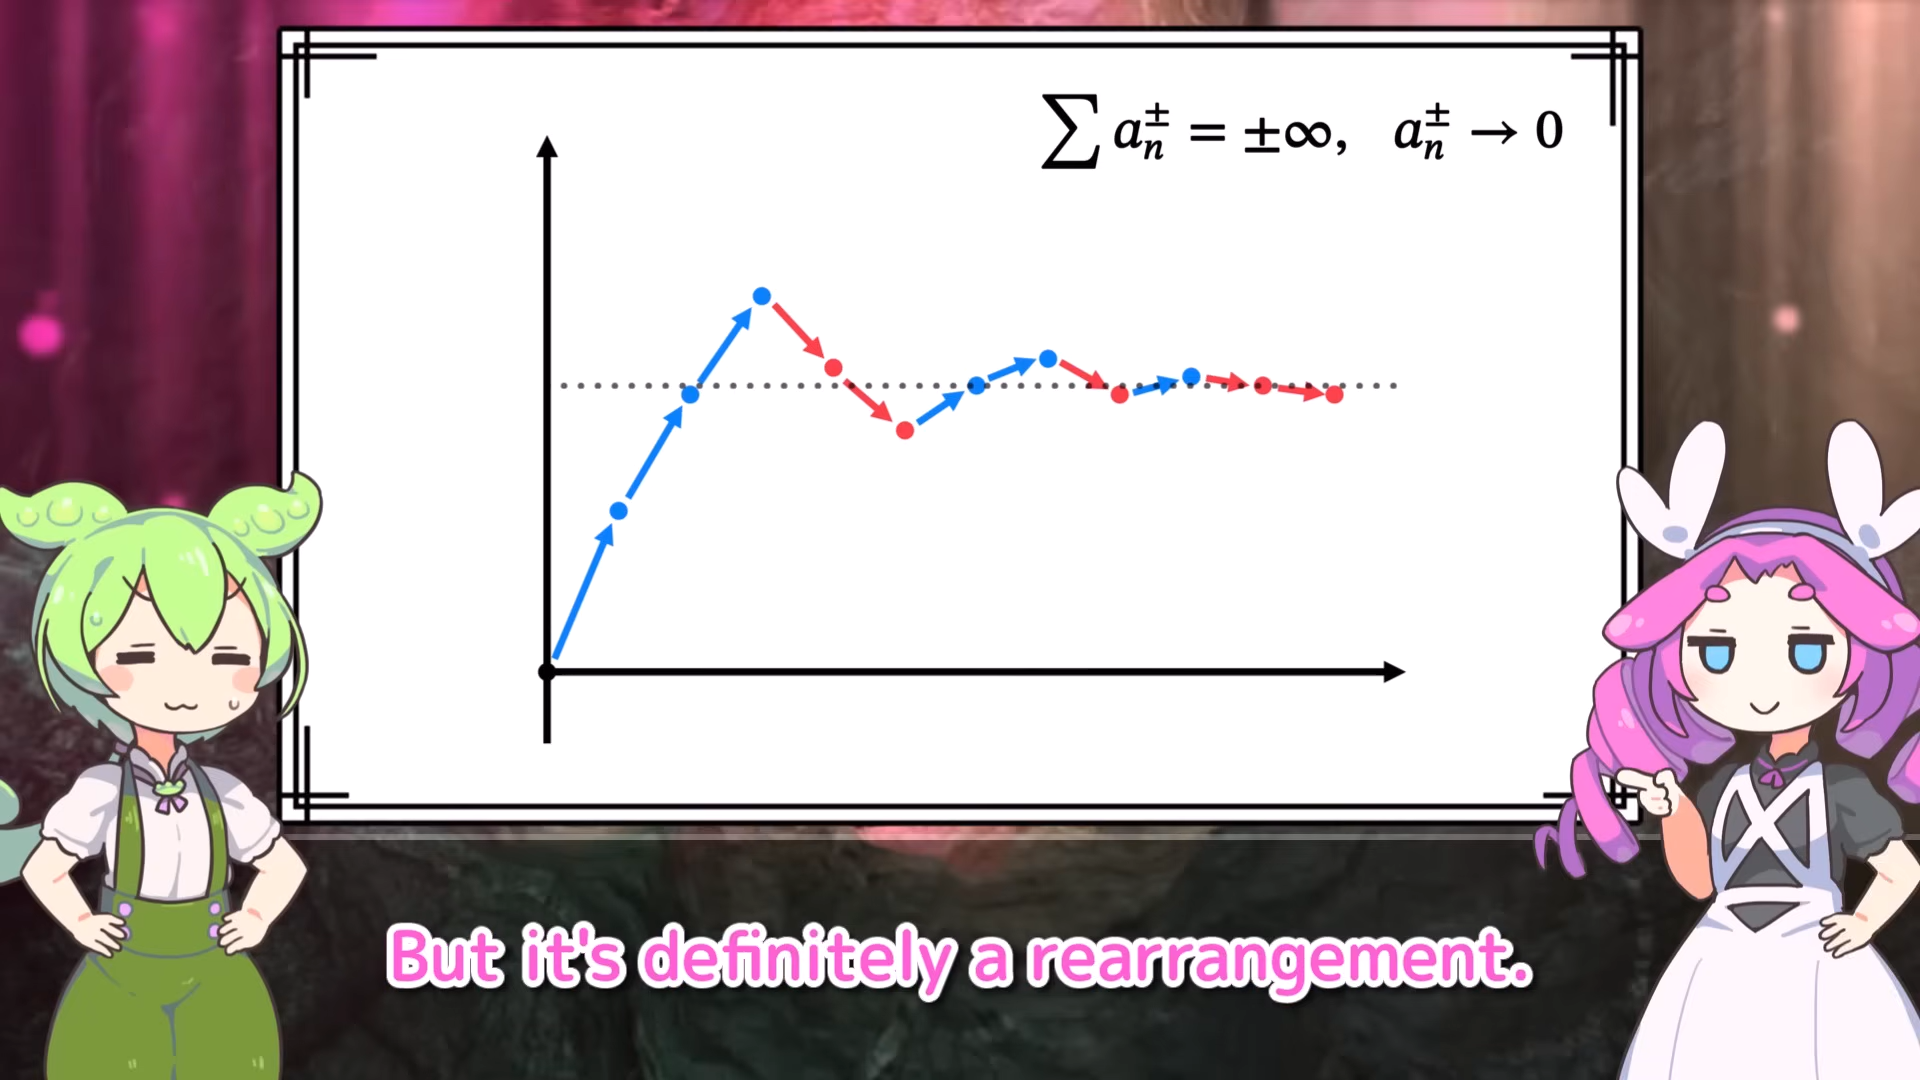 ∑ aₙ^± = ±∞, aₙ^± → 0
But it's definitely a rearrangement.